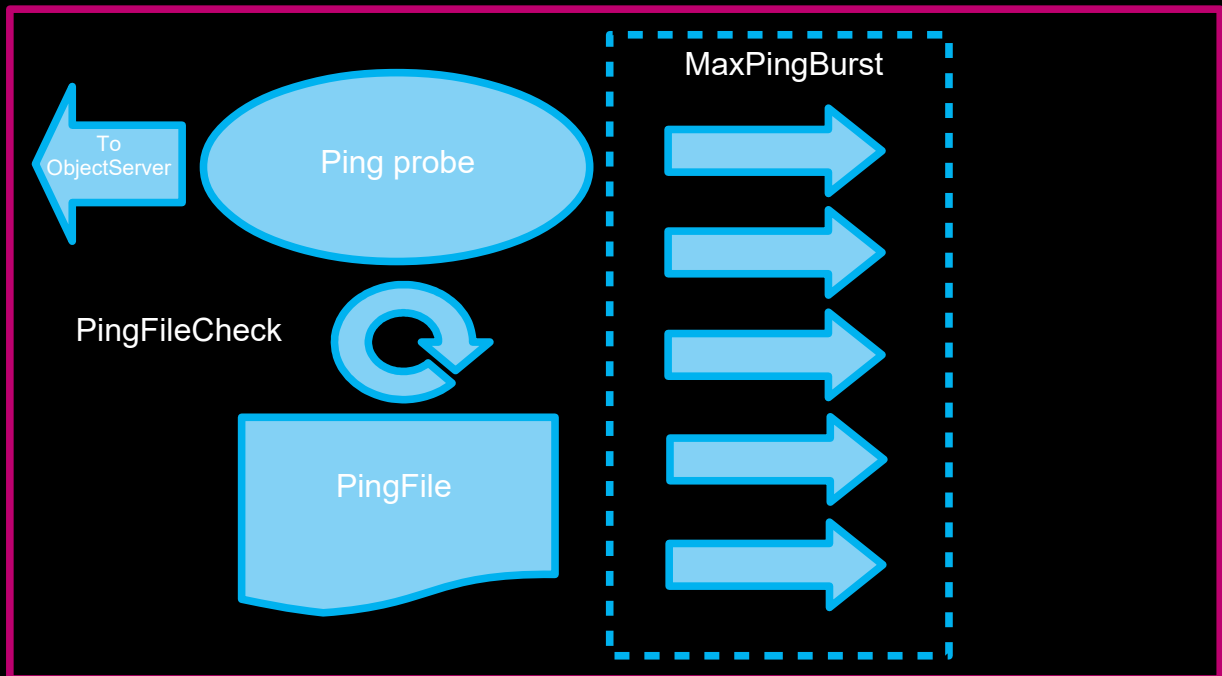 MaxPingBurst
To
ObjectServer
Ping probe
PingFileCheck
PingFile